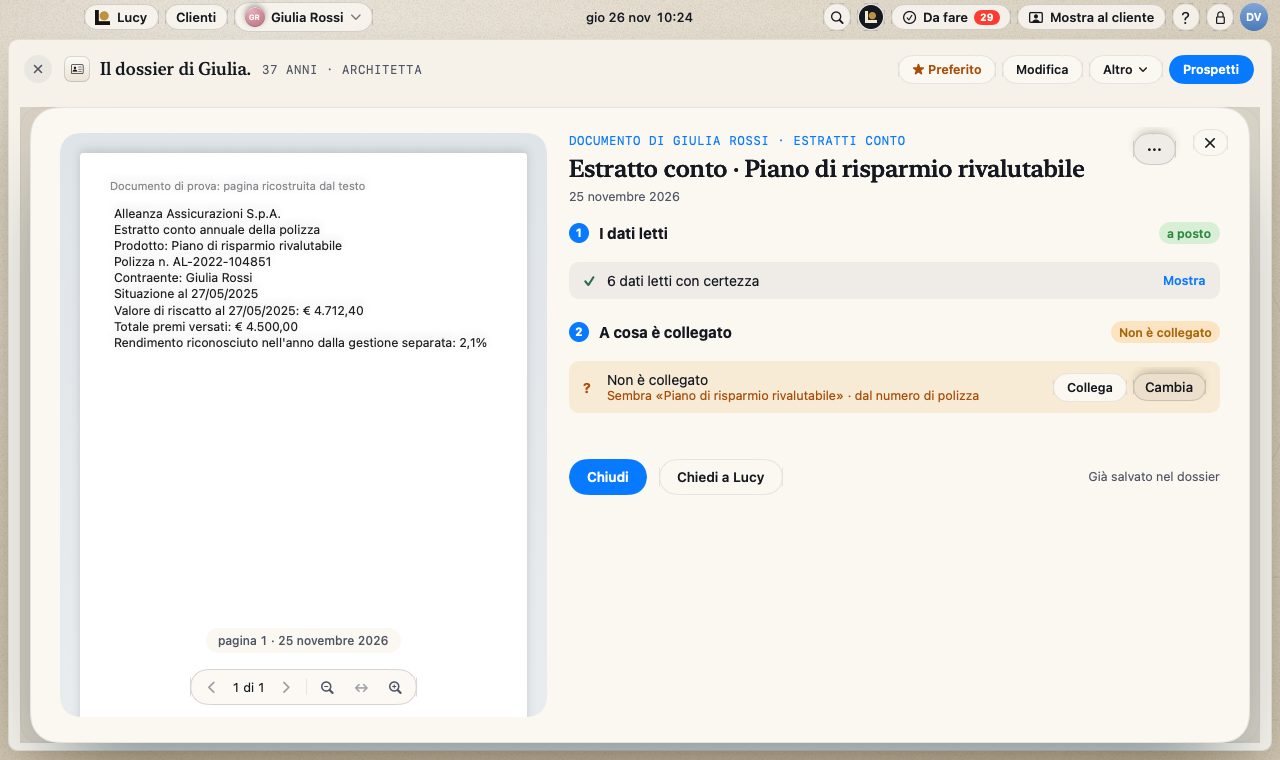 Lucy
Clienti
GR
Giulia Rossi
gio 26 nov 10:24
Da fare 29
Mostra al cliente
?
DV
Il dossier di Giulia.
37 ANNI · ARCHITETTA
Preferito
Modifica
Altro
Prospetti
Documento di prova: pagina ricostruita dal testo
Alleanza Assicurazioni S.p.A.
Estratto conto annuale della polizza
Prodotto: Piano di risparmio rivalutabile
Polizza n. AL-2022-104851
Contraente: Giulia Rossi
Situazione al 27/05/2025
Valore di riscatto al 27/05/2025: € 4.712,40
Totale premi versati: € 4.500,00
Rendimento riconosciuto nell'anno dalla gestione separata: 2,1%
pagina 1 · 25 novembre 2026
1 di 1
DOCUMENTO DI GIULIA ROSSI · ESTRATTI CONTO
Estratto conto · Piano di risparmio rivalutabile
25 novembre 2026
1 I dati letti
a posto
6 dati letti con certezza
Mostra
2 A cosa è collegato
Non è collegato
? Non è collegato
Sembra «Piano di risparmio rivalutabile» · dal numero di polizza
Collega
Cambia
Chiudi
Chiedi a Lucy
Già salvato nel dossier